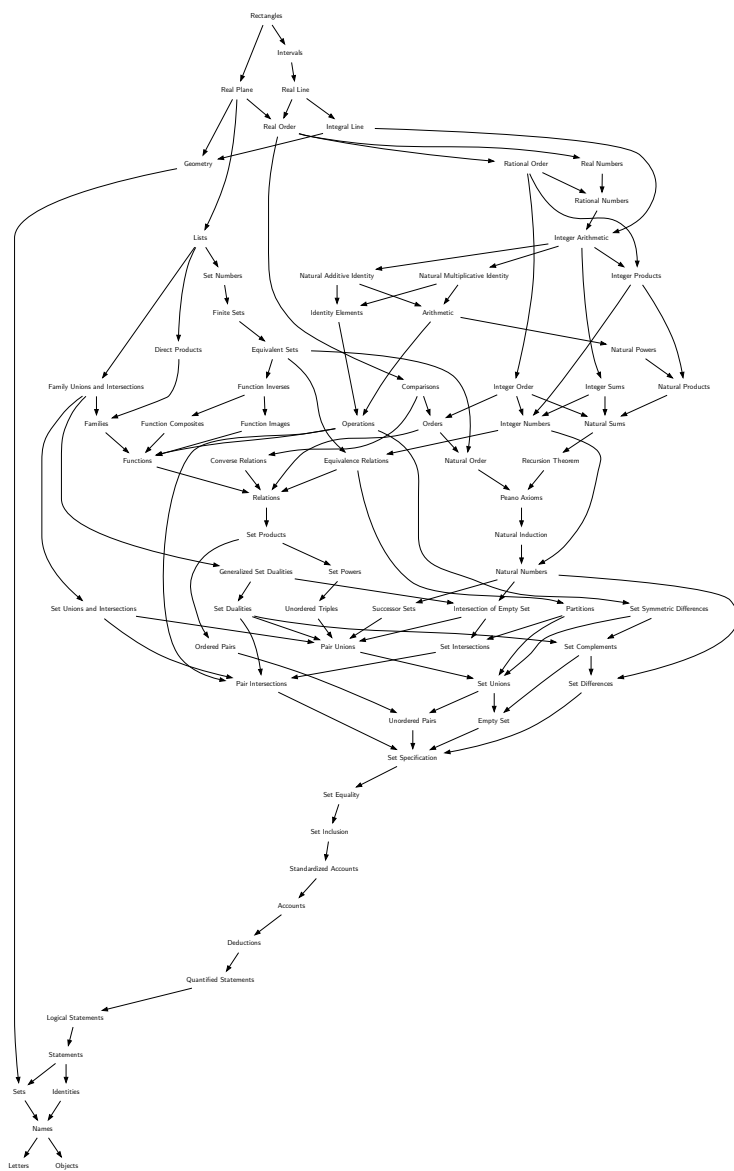 Rectangles
Intervals
Real Plane Real Line
Real Order Integral Line
Geometry Rational Order Real Numbers
Rational Numbers
Lists Integer Arithmetic
Set Numbers Natural Additive Identity Natural Multiplicative Identity Integer Products
Finite Sets Identity Elements Arithmetic
Direct Products Equivalent Sets Natural Powers
Family Unions and Intersections Function Inverses Comparisons Integer Order Integer Sums Natural Products
Families Function Composites Function Images Operations Orders Integer Numbers Natural Sums
Functions Converse Relations Equivalence Relations Natural Order Recursion Theorem
Relations Peano Axioms
Set Products Natural Induction
Generalized Set Dualities Set Powers Natural Numbers
Set Unions and Intersections Set Dualities Unordered Triples Successor Sets Intersection of Empty Set Partitions Set Symmetric Differences
Ordered Pairs Pair Unions Set Intersections Set Complements
Pair Intersections Set Unions Set Differences
Unordered Pairs Empty Set
Set Specification
Set Equality
Set Inclusion
Standardized Accounts
Accounts
Deductions
Quantified Statements
Logical Statements
Statements
Sets Identities
Names
Letters Objects